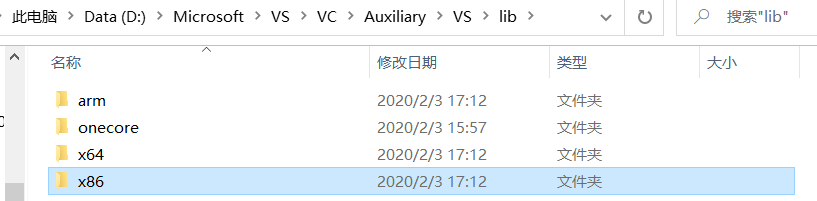 此电脑 > Data (D:) > Microsoft > VS > VC > Auxiliary > VS > lib > 搜索"lib"
名称 修改日期 类型 大小
arm 2020/2/3 17:12 文件夹
onecore 2020/2/3 15:57 文件夹
x64 2020/2/3 17:12 文件夹
x86 2020/2/3 17:12 文件夹